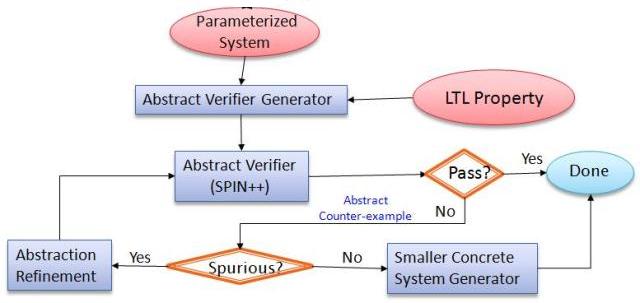 Parameterized
System
Abstract Verifier Generator
LTL Property
Abstract Verifier
(SPIN++)
Pass?
Yes
Done
Abstract
Counter-example
No
Abstraction
Refinement
Yes
Spurious?
No
Smaller Concrete
System Generator